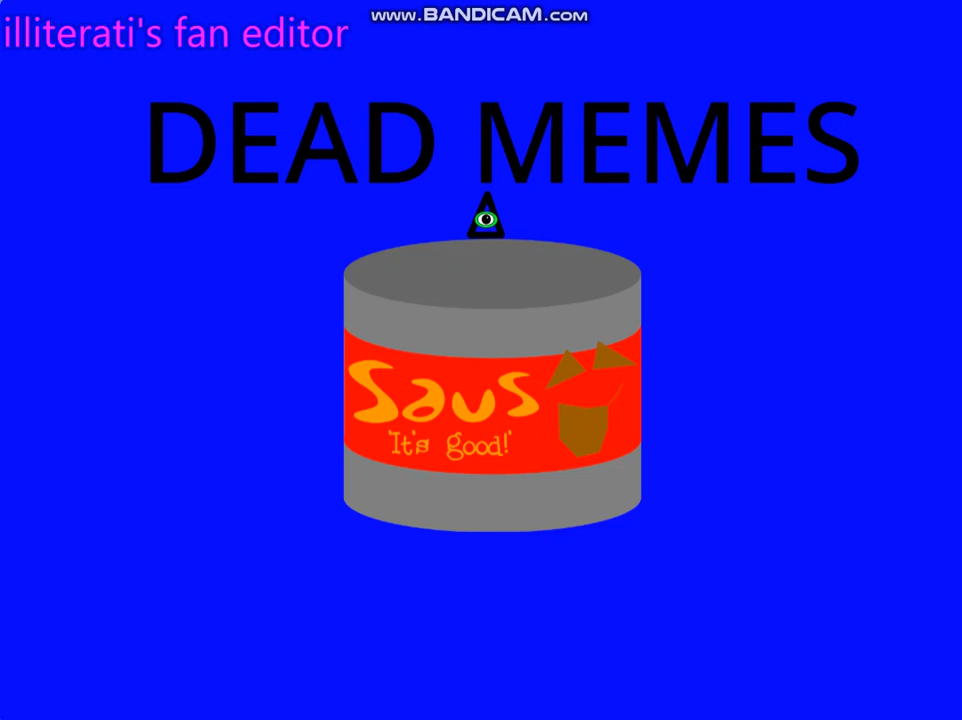 www.BANDICAM.com
illiterati's fan editor
DEAD MEMES
Saus
'It's good!'